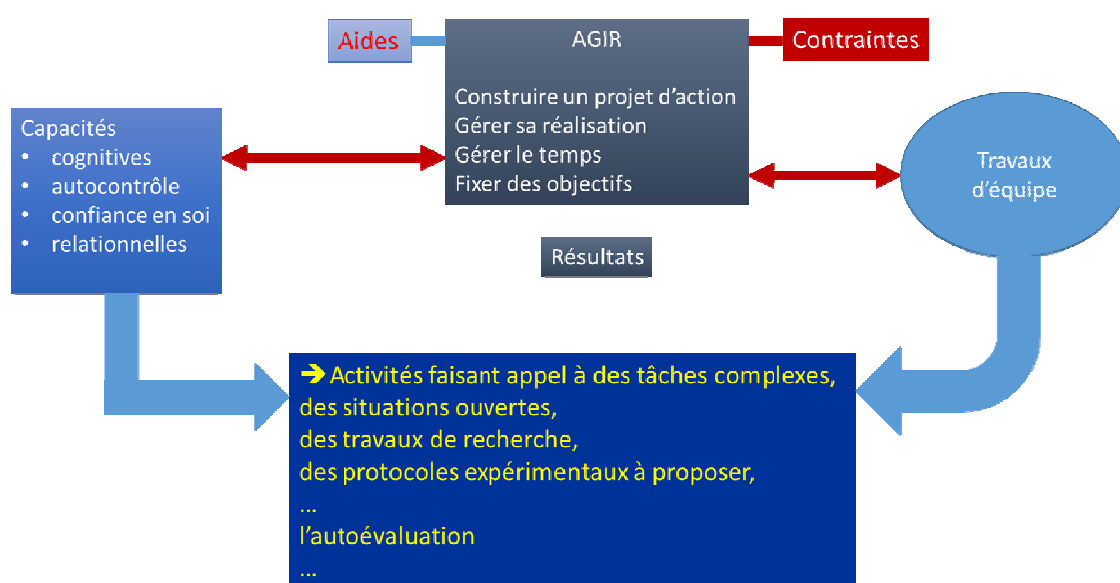 Aides
AGIR
Contraintes
Construire un projet d'action
Gérer sa réalisation
Gérer le temps
Fixer des objectifs
Capacités
• cognitives
• autocontrôle
• confiance en soi
• relationnelles
Travaux
d'équipe
Résultats
➔ Activités faisant appel à des tâches complexes,
des situations ouvertes,
des travaux de recherche,
des protocoles expérimentaux à proposer,
...
l'autoévaluation
...